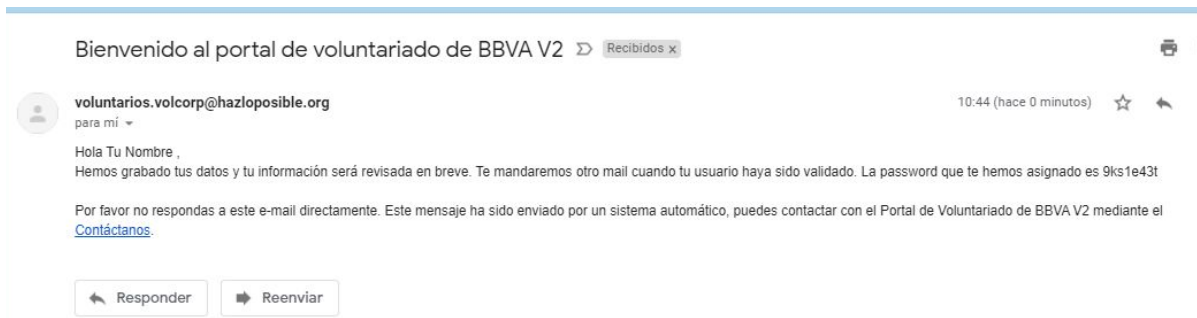 Bienvenido al portal de voluntariado de BBVA V2 Recibidos x
voluntarios.volcorp@hazloposible.org 10:44 (hace 0 minutos)
para mí
Hola Tu Nombre ,
Hemos grabado tus datos y tu información será revisada en breve. Te mandaremos otro mail cuando tu usuario haya sido validado. La password que te hemos asignado es 9ks1e43t
Por favor no respondas a este e-mail directamente. Este mensaje ha sido enviado por un sistema automático, puedes contactar con el Portal de Voluntariado de BBVA V2 mediante el
Contáctanos.
Responder Reenviar